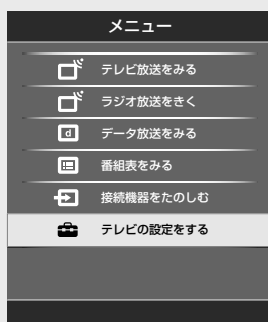 メニュー
テレビ放送をみる
ラジオ放送をきく
d データ放送をみる
番組表をみる
接続機器をたのしむ
テレビの設定をする